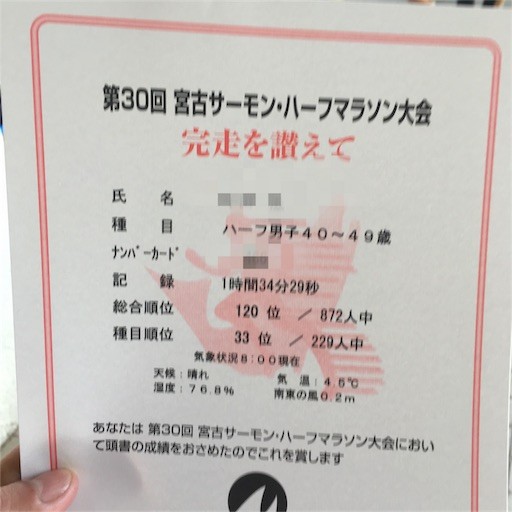 第30回 宮古サーモン・ハーフマラソン大会
完走を讃えて
氏 名
種 目 ハーフ男子40～49歳
ナンバーカード
記 録 1時間34分29秒
総合順位 120 位 / 872人中
種目順位 33 位 / 229人中
気象状況8:00現在
天候:晴れ 気 温:4.5℃
湿度:76.8% 南東の風0.2m
あなたは 第30回 宮古サーモン・ハーフマラソン大会におい
て頭書の成績をおさめたのでこれを賞します